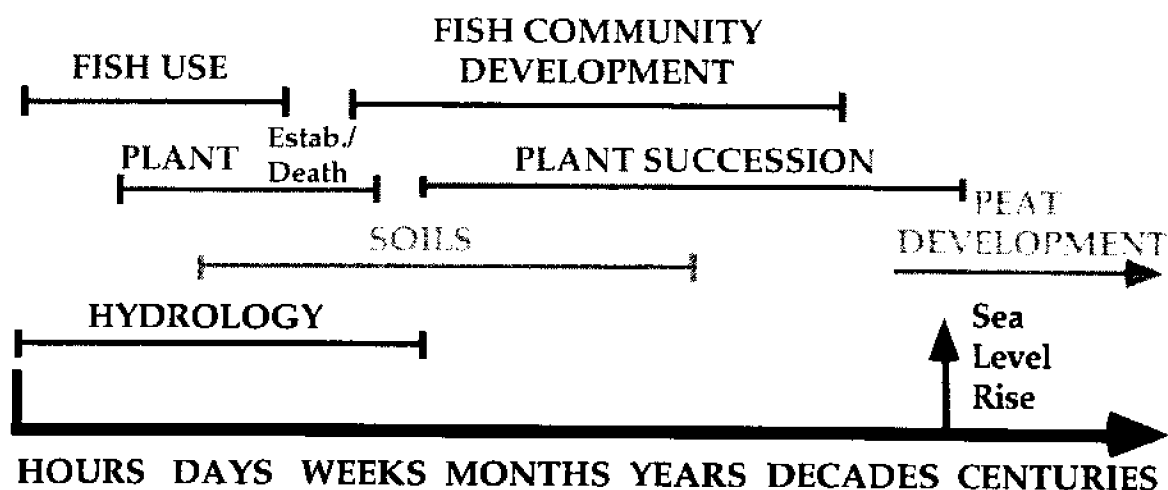 FISH COMMUNITY
FISH USE
DEVELOPMENT
PLANT
Estab./
Death
PLANT SUCCESSION
PEAT
DEVELOPMENT
SOILS
HYDROLOGY
Sea
Level
Rise
HOURS DAYS WEEKS MONTHS YEARS DECADES CENTURIES